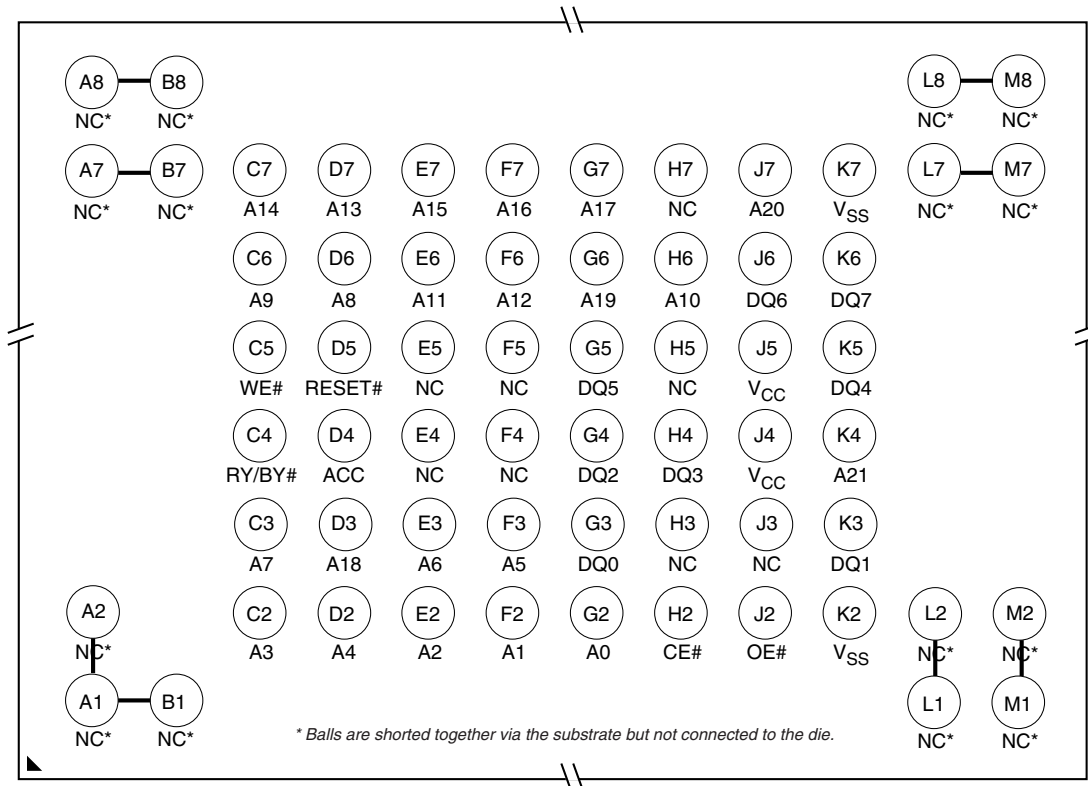 A8 B8 L8 M8
NC* NC* NC* NC*
A7 B7 C7 D7 E7 F7 G7 H7 J7 K7 L7 M7
NC* NC* A14 A13 A15 A16 A17 NC A20 VSS NC* NC*
C6 D6 E6 F6 G6 H6 J6 K6
A9 A8 A11 A12 A19 A10 DQ6 DQ7
C5 D5 E5 F5 G5 H5 J5 K5
WE# RESET# NC NC DQ5 NC VCC DQ4
C4 D4 E4 F4 G4 H4 J4 K4
RY/BY# ACC NC NC DQ2 DQ3 VCC A21
C3 D3 E3 F3 G3 H3 J3 K3
A7 A18 A6 A5 DQ0 NC NC DQ1
A2 C2 D2 E2 F2 G2 H2 J2 K2 L2 M2
NC* A3 A4 A2 A1 A0 CE# OE# VSS NC* NC*
A1 B1 L1 M1
NC* NC* NC* NC*
* Balls are shorted together via the substrate but not connected to the die.